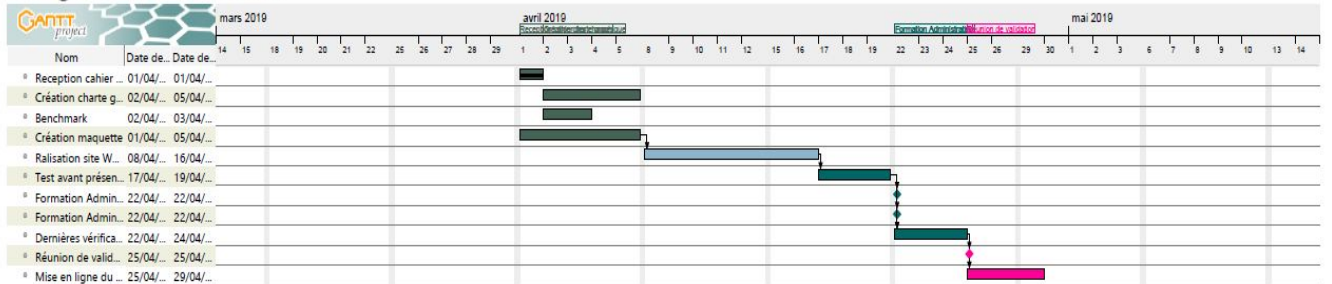 GANTT project
mars 2019
avril 2019
mai 2019
Formation Administrat
Réunion de validation
14 15 18 19 20 21 22 25 26 27 28 29 1 2 3 4 5 8 9 10 11 12 15 16 17 18 19 22 23 24 25 26 29 30 1 2 3 6 7 8 9 10 13 14
Nom Date de... Date de...
Reception cahier ... 01/04/... 01/04/...
Création charte g... 02/04/... 05/04/...
Benchmark 02/04/... 03/04/...
Création maquette 01/04/... 05/04/...
Ralisation site W... 08/04/... 16/04/...
Test avant présen... 17/04/... 19/04/...
Formation Admin... 22/04/... 22/04/...
Formation Admin... 22/04/... 22/04/...
Dernières vérifica... 22/04/... 24/04/...
Réunion de valid... 25/04/... 25/04/...
Mise en ligne du ... 25/04/... 29/04/...